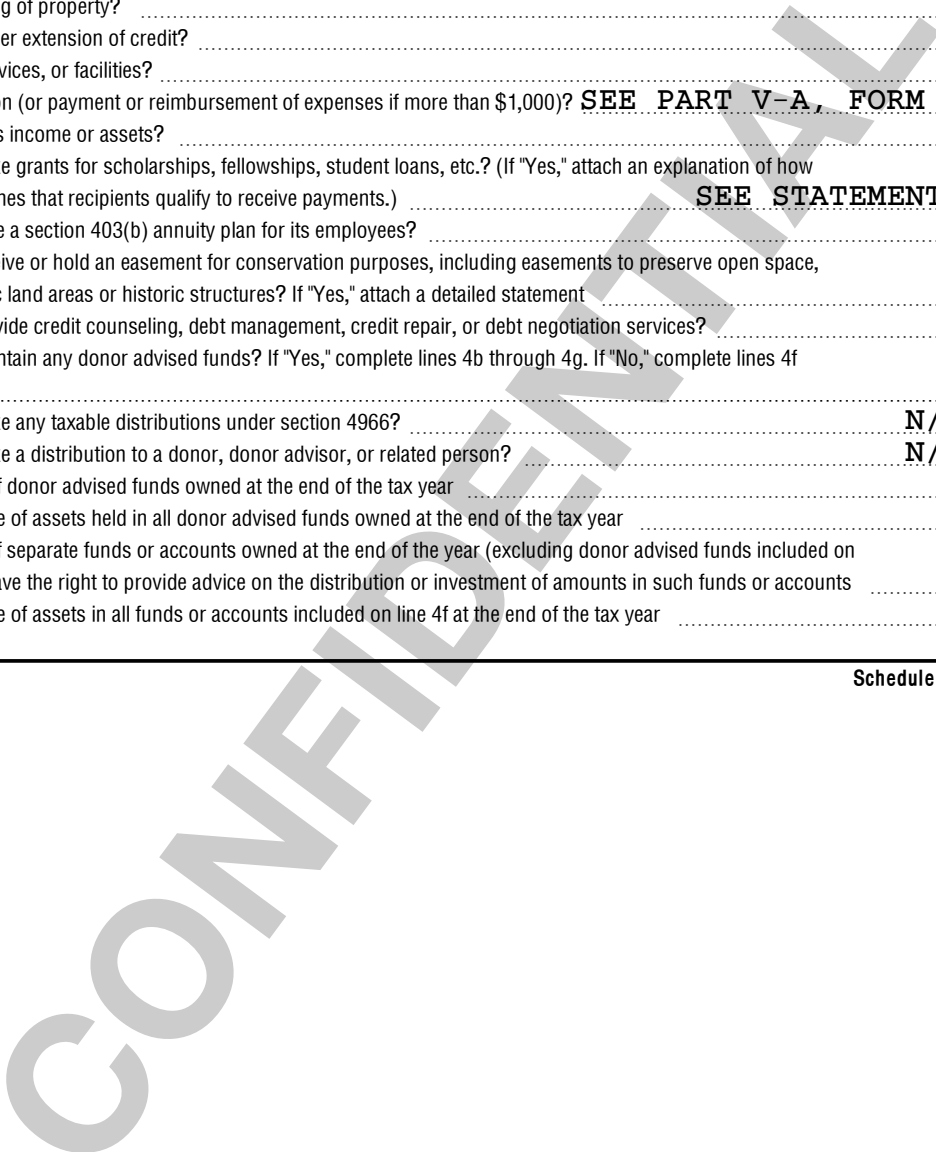 g of property?
er extension of credit?
vices, or facilities?
on (or payment or reimbursement of expenses if more than $1,000)? SEE PART V-A, FORM
s income or assets?
e grants for scholarships, fellowships, student loans, etc.? (If "Yes," attach an explanation of how
nes that recipients qualify to receive payments.) SEE STATEMENT
e a section 403(b) annuity plan for its employees?
ive or hold an easement for conservation purposes, including easements to preserve open space,
c land areas or historic structures? If "Yes," attach a detailed statement
vide credit counseling, debt management, credit repair, or debt negotiation services?
ntain any donor advised funds? If "Yes," complete lines 4b through 4g. If "No," complete lines 4f
e any taxable distributions under section 4966? N/
e a distribution to a donor, donor advisor, or related person? N/
f donor advised funds owned at the end of the tax year
e of assets held in all donor advised funds owned at the end of the tax year
f separate funds or accounts owned at the end of the year (excluding donor advised funds included on
ave the right to provide advice on the distribution or investment of amounts in such funds or accounts
e of assets in all funds or accounts included on line 4f at the end of the tax year
Schedule
CONFIDENTIAL